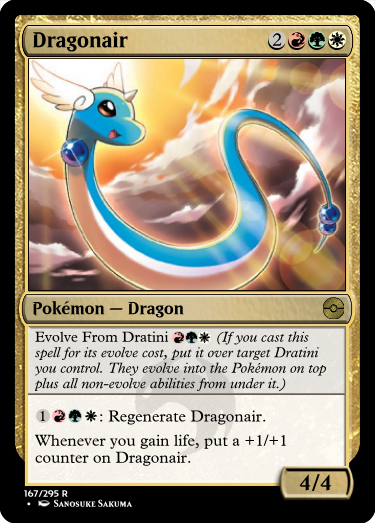 Dragonair 2
Pokémon — Dragon
Evolve From Dratini (If you cast this
spell for its evolve cost, put it over target Dratini
you control. They evolve into the Pokémon on top
plus all non-evolve abilities from under it.)
1 : Regenerate Dragonair.
Whenever you gain life, put a +1/+1
counter on Dragonair.
4/4
167/295 R
• Sanosuke Sakuma